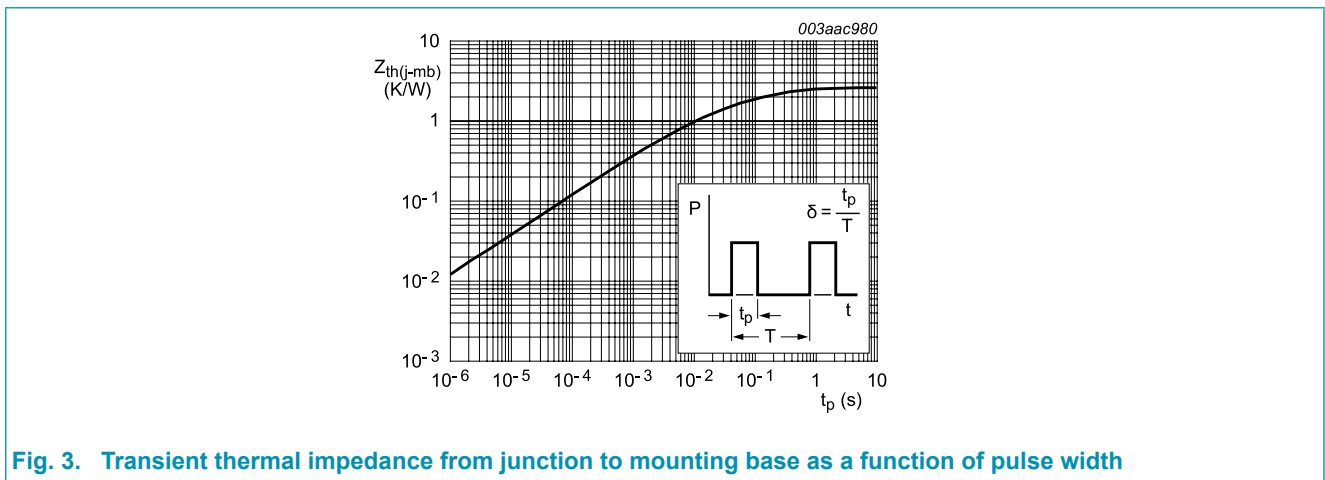 003aac980
10
Zth(j-mb)
(K/W)
1
10-1
10-2
10-3
P
δ = tp
T
tp
T
t
10-6 10-5 10-4 10-3 10-2 10-1 1 10
tp (s)
Fig. 3. Transient thermal impedance from junction to mounting base as a function of pulse width